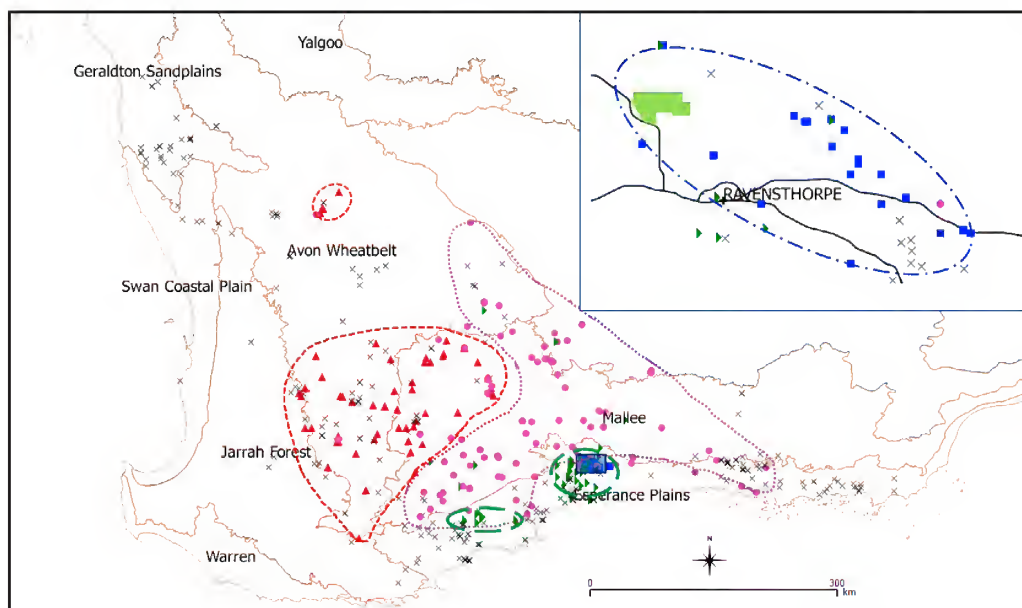 Yalgoo
Geraldton Sandplains
RAVENSTHORPE
Avon Wheatbelt
Swan Coastal Plain
Mallee
Jarrah Forest
Esperance Plains
Warren
N
0 300
km